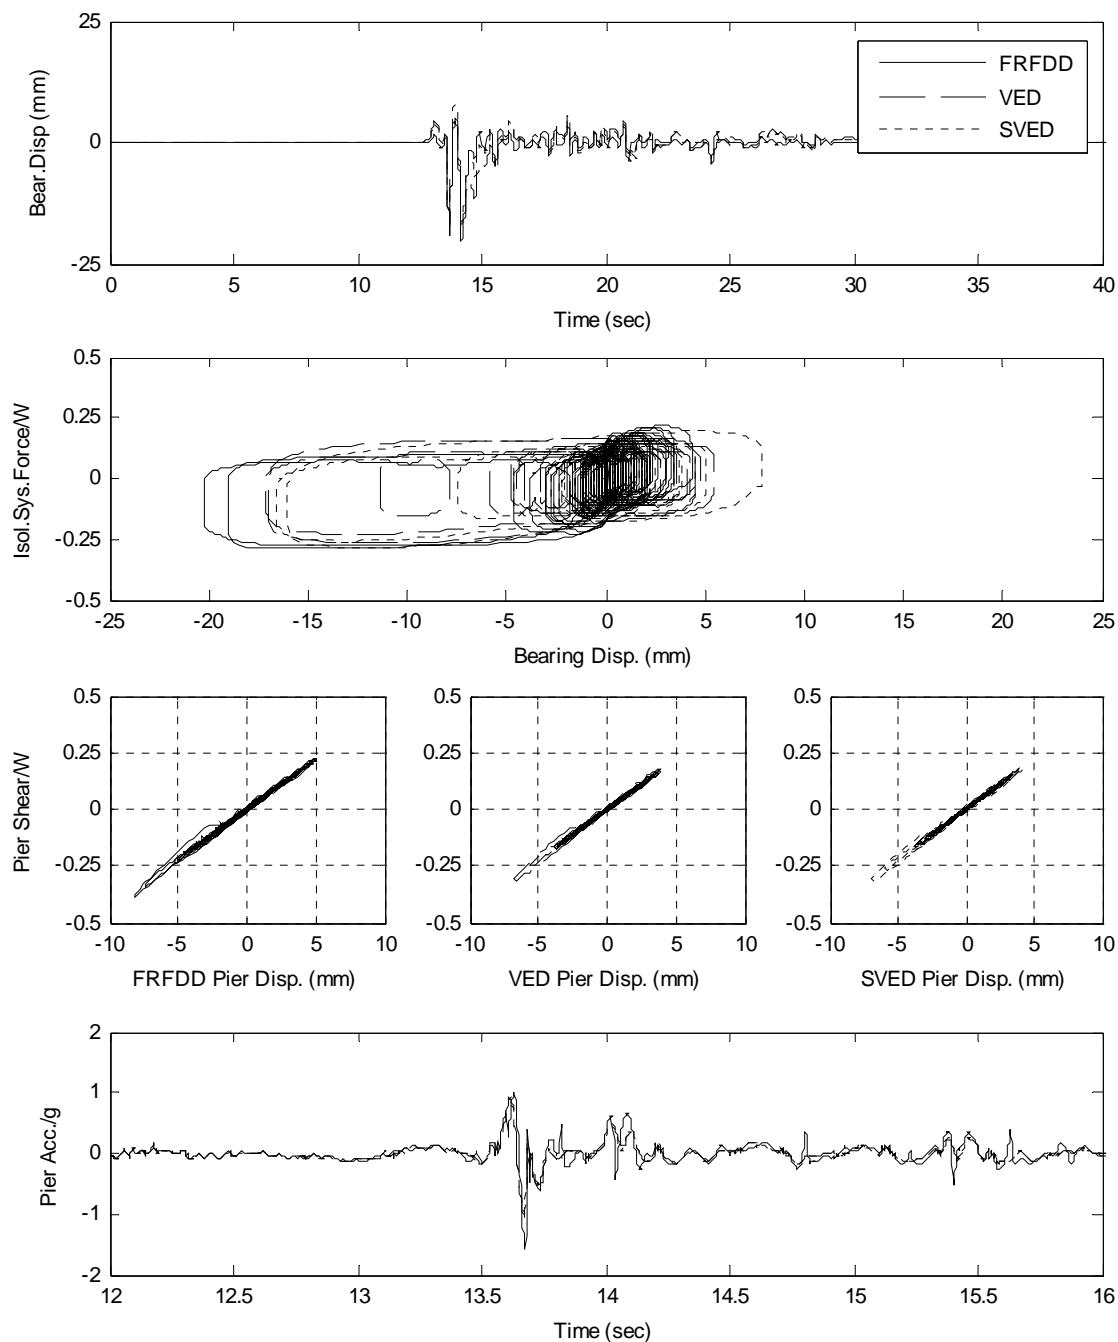 25
0
-25
Bear.Disp (mm)
FRFDD
VED
SVED
0 5 10 15 20 25 30 35 40
Time (sec)
0.5
0.25
0
-0.25
-0.5
Isol.Sys.Force/W
-25 -20 -15 -10 -5 0 5 10 15 20 25
Bearing Disp. (mm)
0.5
0.25
0
-0.25
-0.5
Pier Shear/W
-10 -5 0 5 10
FRFDD Pier Disp. (mm)
0.5
0.25
0
-0.25
-0.5
-10 -5 0 5 10
VED Pier Disp. (mm)
0.5
0.25
0
-0.25
-0.5
-10 -5 0 5 10
SVED Pier Disp. (mm)
2
1
0
-1
-2
Pier Acc./g
12 12.5 13 13.5 14 14.5 15 15.5 16
Time (sec)